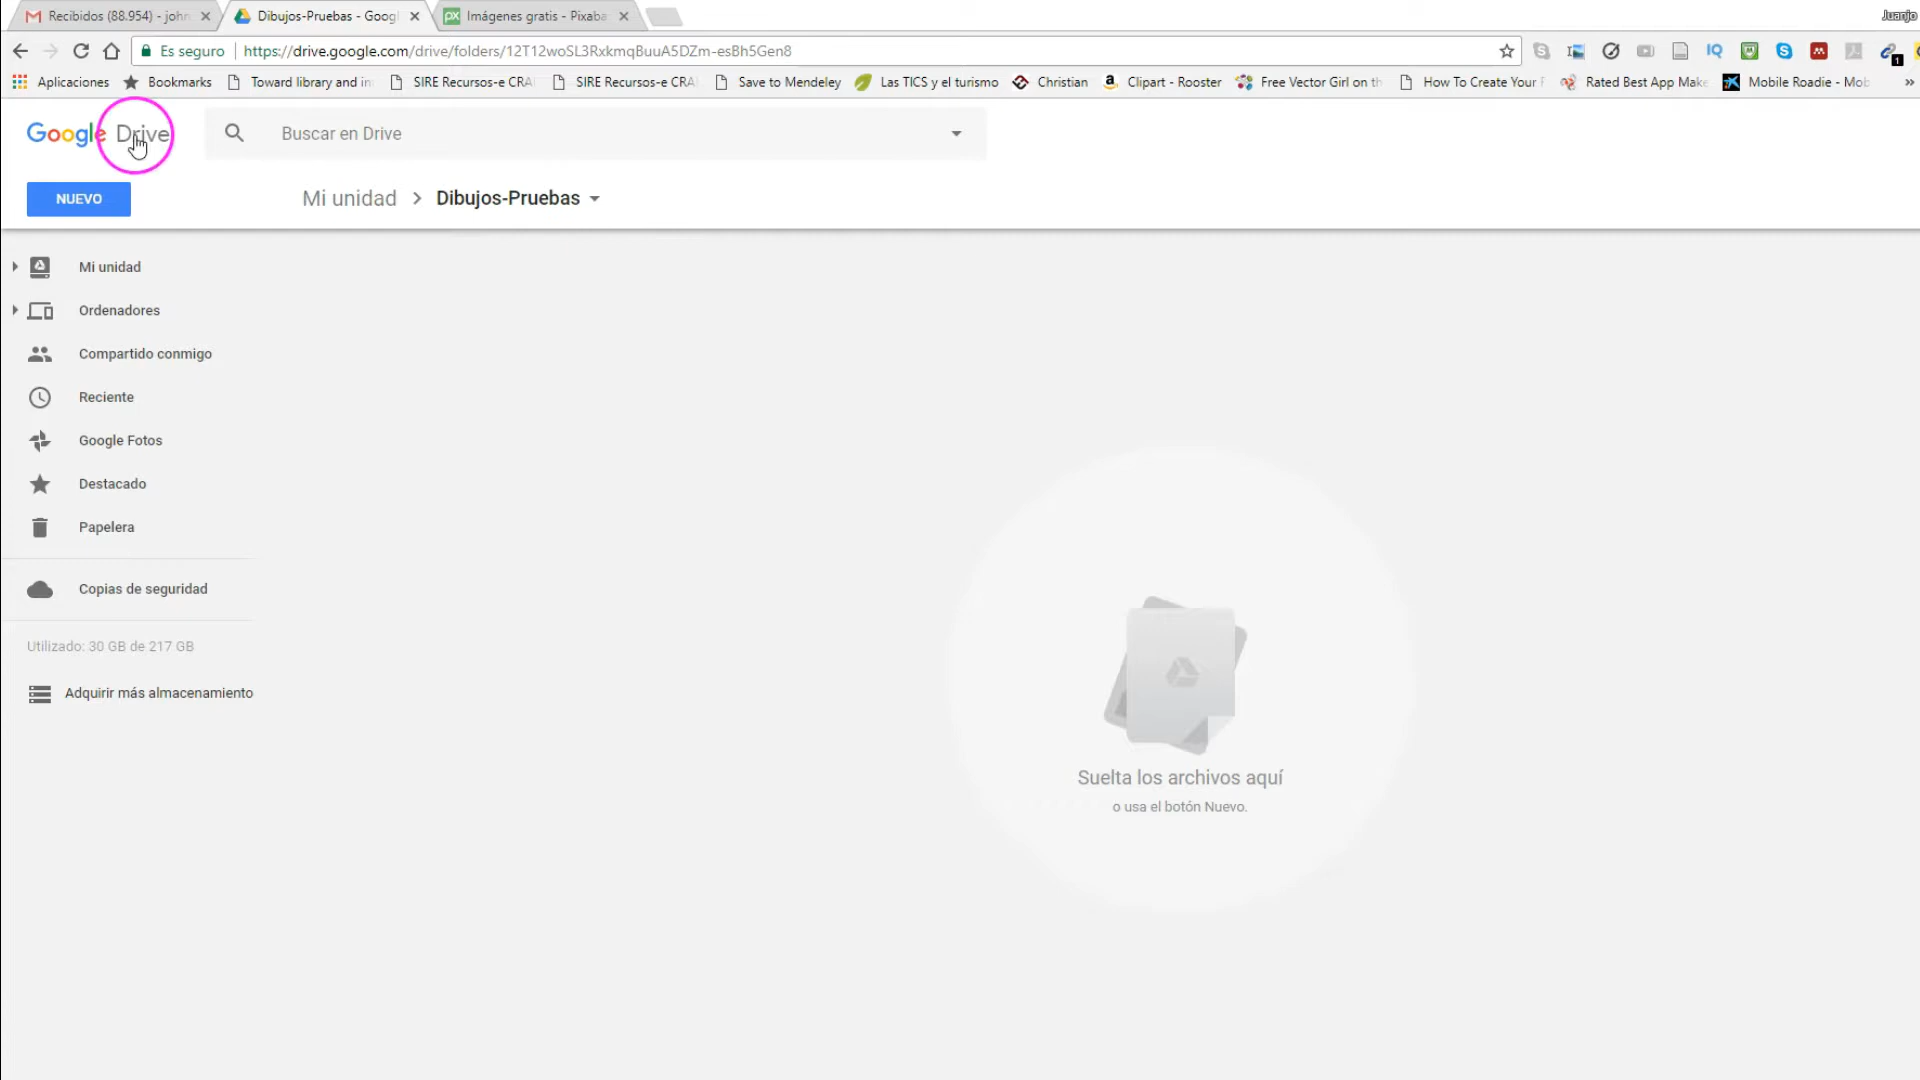 Recibidos (88.954) - john
Dibujos-Pruebas - Googl
Imágenes gratis - Pixaba
Juanjo
Es seguro
https://drive.google.com/drive/folders/12T12woSL3RxkmqBuuA5DZm-esBh5Gen8
Aplicaciones
Bookmarks
Toward library and in
SIRE Recursos-e CRA
SIRE Recursos-e CRA
Save to Mendeley
Las TICS y el turismo
Christian
Clipart - Rooster
Free Vector Girl on th
How To Create Your
Rated Best App Make
Mobile Roadie - Mob
»
Google Drive
Buscar en Drive
NUEVO
Mi unidad > Dibujos-Pruebas
Mi unidad
Ordenadores
Compartido conmigo
Reciente
Google Fotos
Destacado
Papelera
Copias de seguridad
Utilizado: 30 GB de 217 GB
Adquirir más almacenamiento
Suelta los archivos aquí
o usa el botón Nuevo.